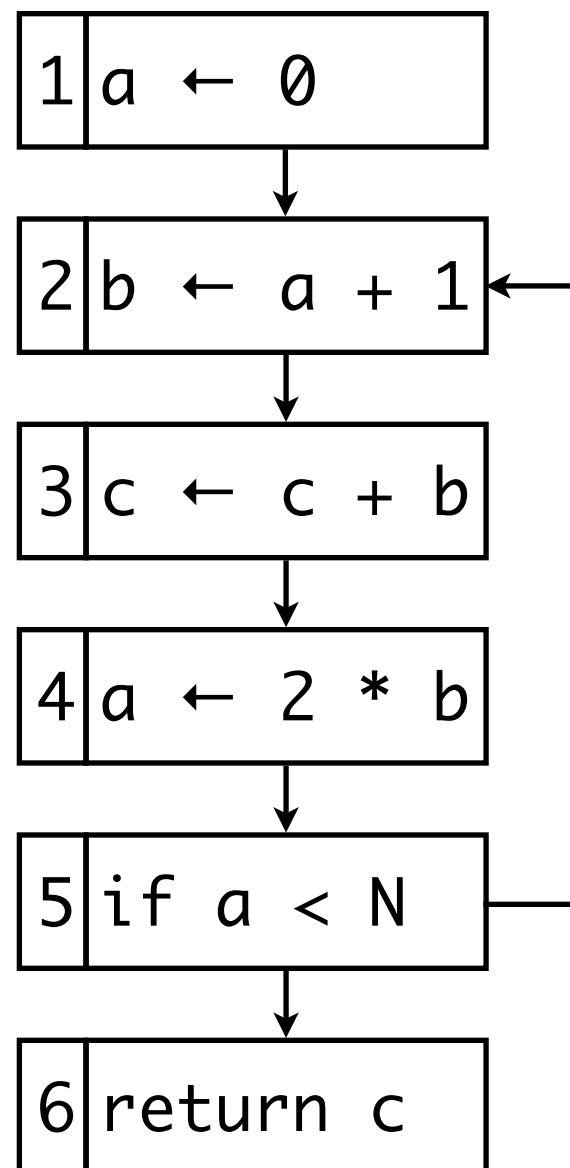 1 a ← 0
2 b ← a + 1
3 c ← c + b
4 a ← 2 * b
5 if a < N
6 return c